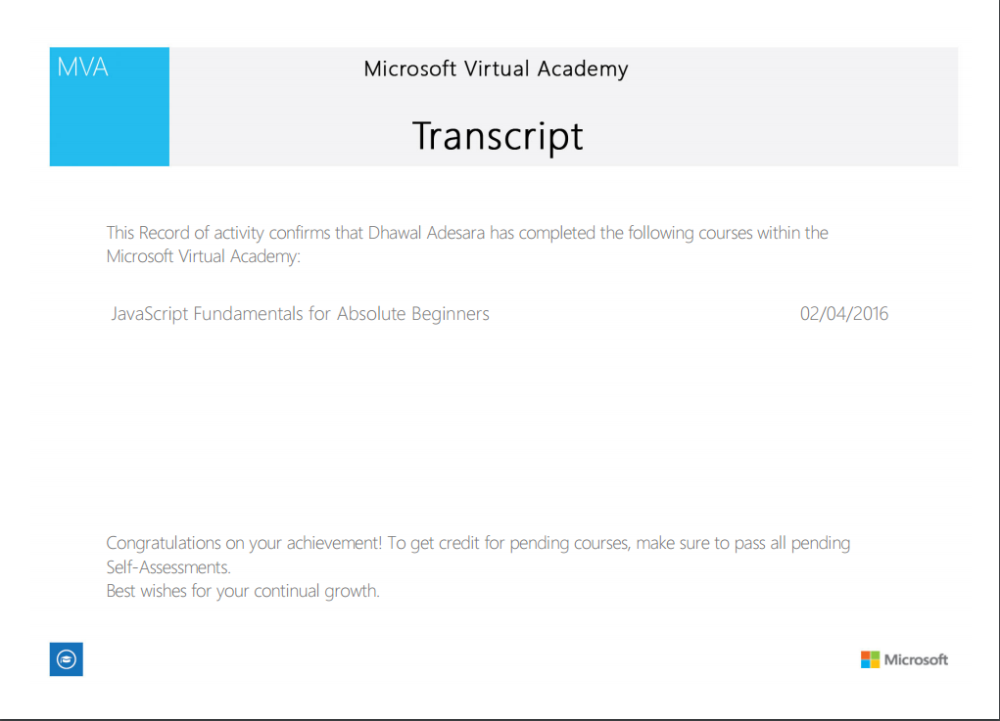 MVA
Microsoft Virtual Academy
Transcript
This Record of activity confirms that Dhawal Adesara has completed the following courses within the
Microsoft Virtual Academy:
JavaScript Fundamentals for Absolute Beginners 02/04/2016
Congratulations on your achievement! To get credit for pending courses, make sure to pass all pending
Self-Assessments.
Best wishes for your continual growth.
Microsoft